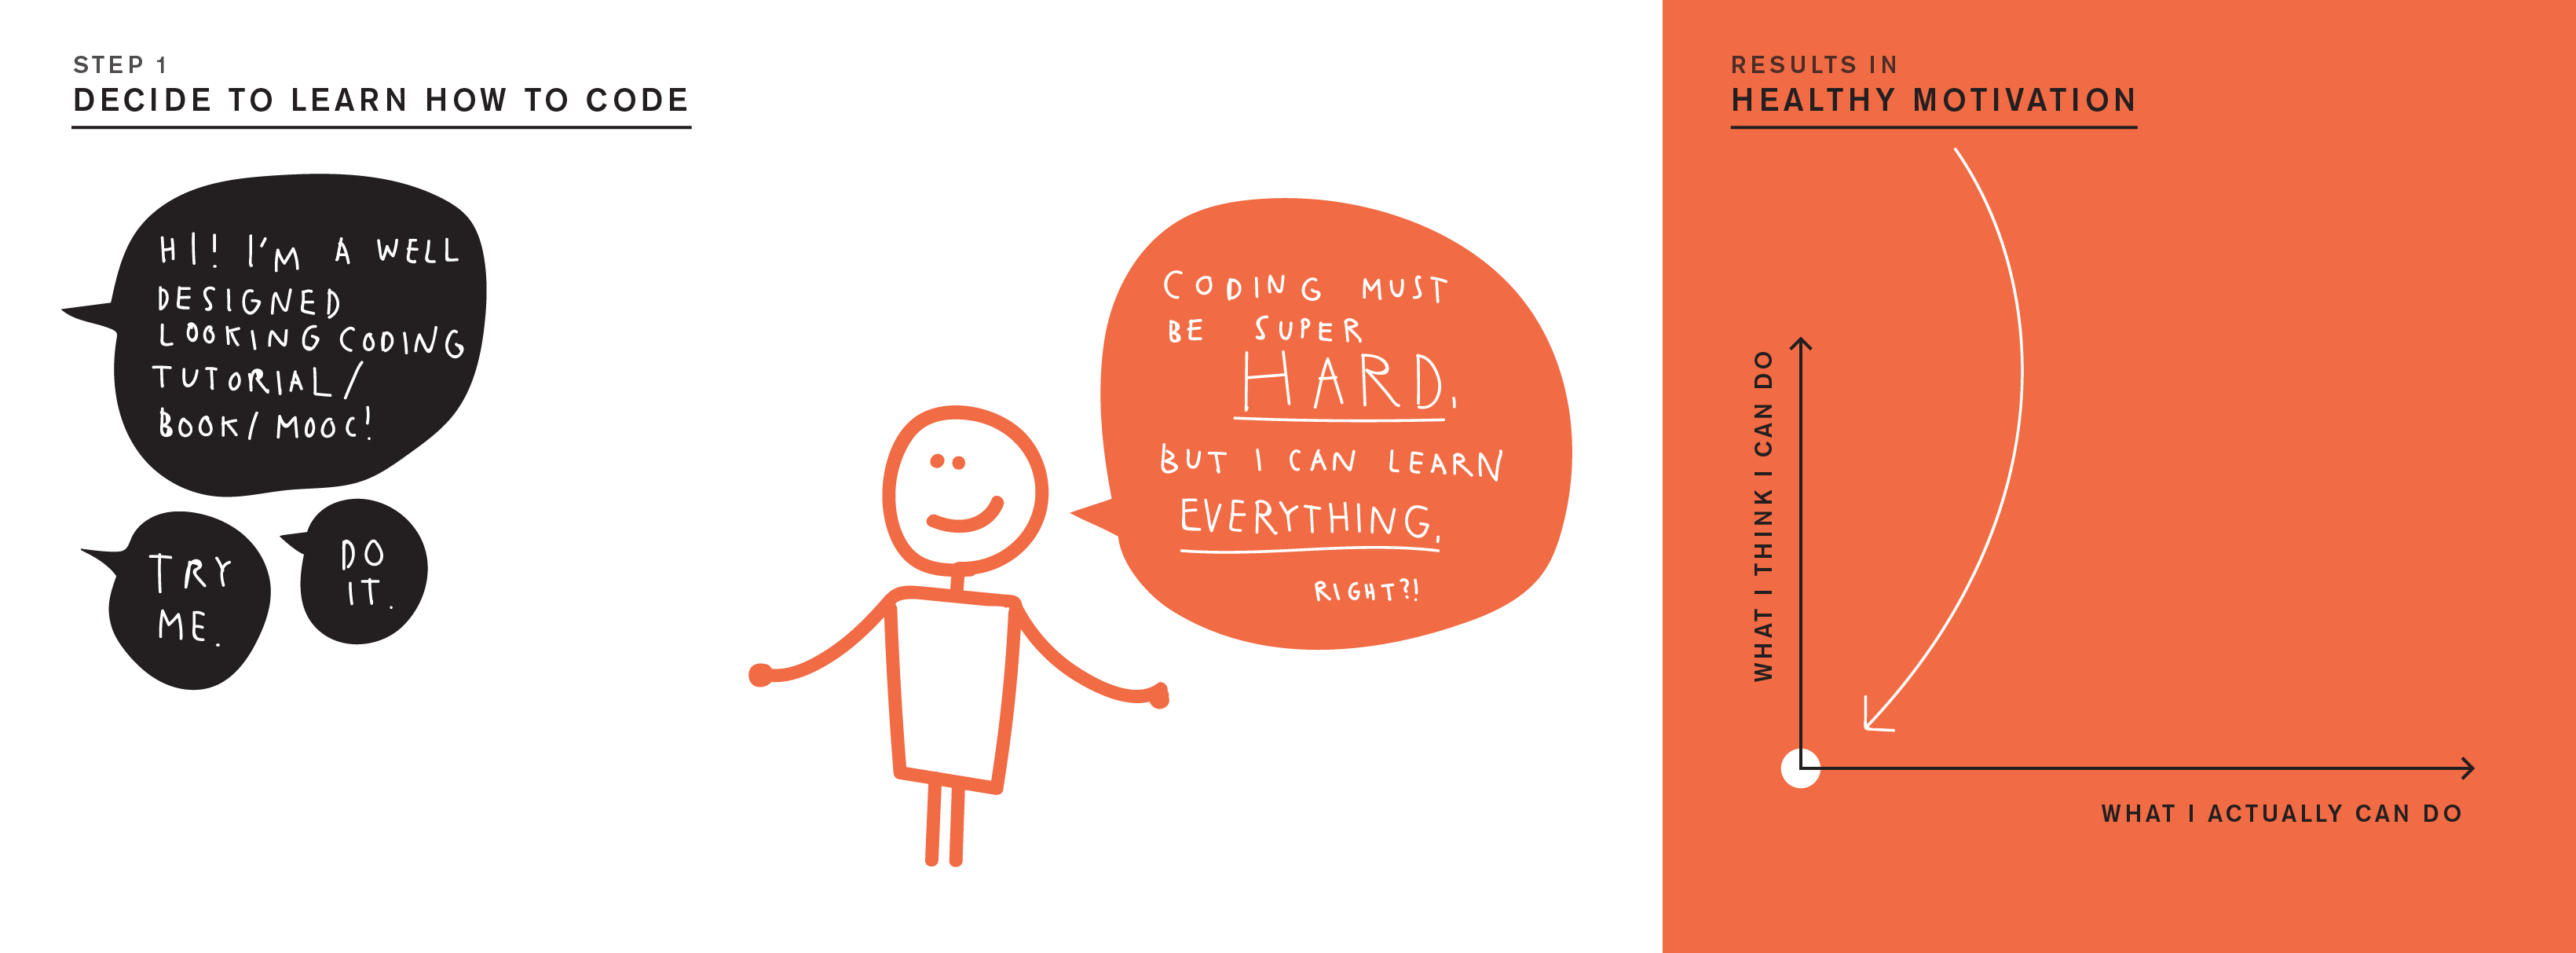 STEP 1
DECIDE TO LEARN HOW TO CODE
HI! I'M A WELL
DESIGNED
LOOKING CODING
TUTORIAL/
BOOK/MOOC!
TRY
ME.
DO
IT.
CODING MUST
BE SUPER
HARD,
BUT I CAN LEARN
EVERYTHING,
RIGHT?!
RESULTS IN
HEALTHY MOTIVATION
WHAT I THINK I CAN DO
WHAT I ACTUALLY CAN DO